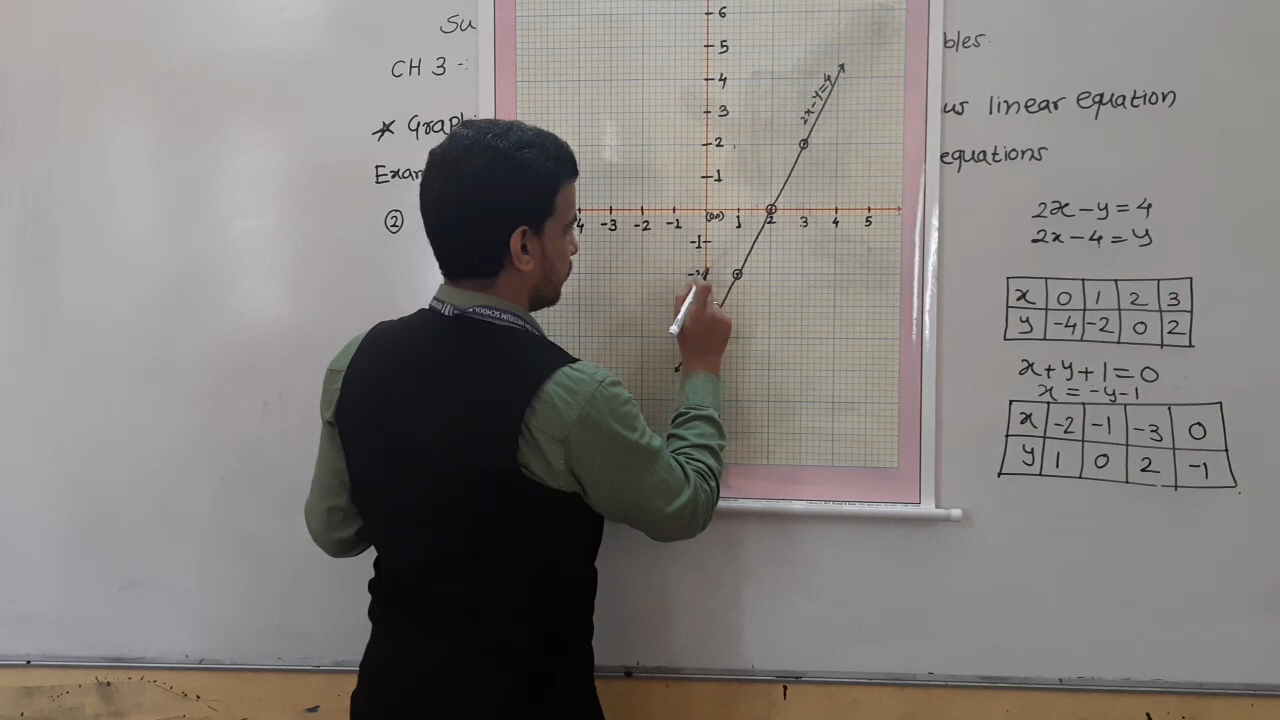 Su
bles.
CH 3 -:
us linear equation
* Graphi
equations
Exam
②
2x-y=4
2x-4=y
x 0 1 2 3
y -4 -2 0 2
x+y+1=0
x=-y-1
x -2 -1 -3 0
y 1 0 2 -1
6
5
4
3
2
1
-4 -3 -2 -1 (0,0) 1 2 3 4 5
-1
-2
2x-y=4